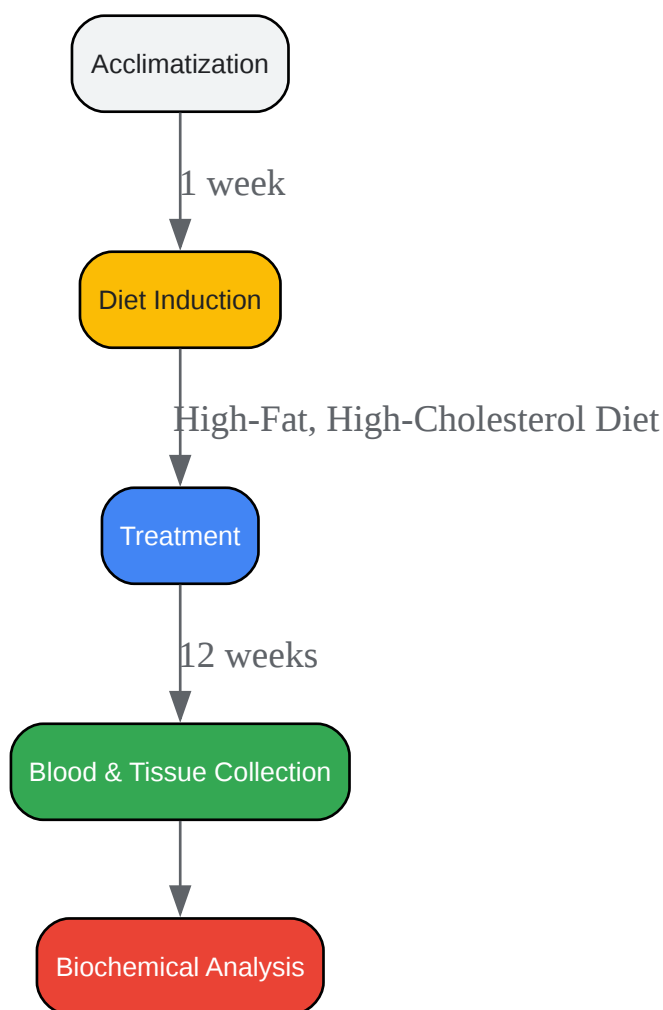 Acclimatization
1 week
Diet Induction
High-Fat, High-Cholesterol Diet
Treatment
12 weeks
Blood & Tissue Collection
Biochemical Analysis